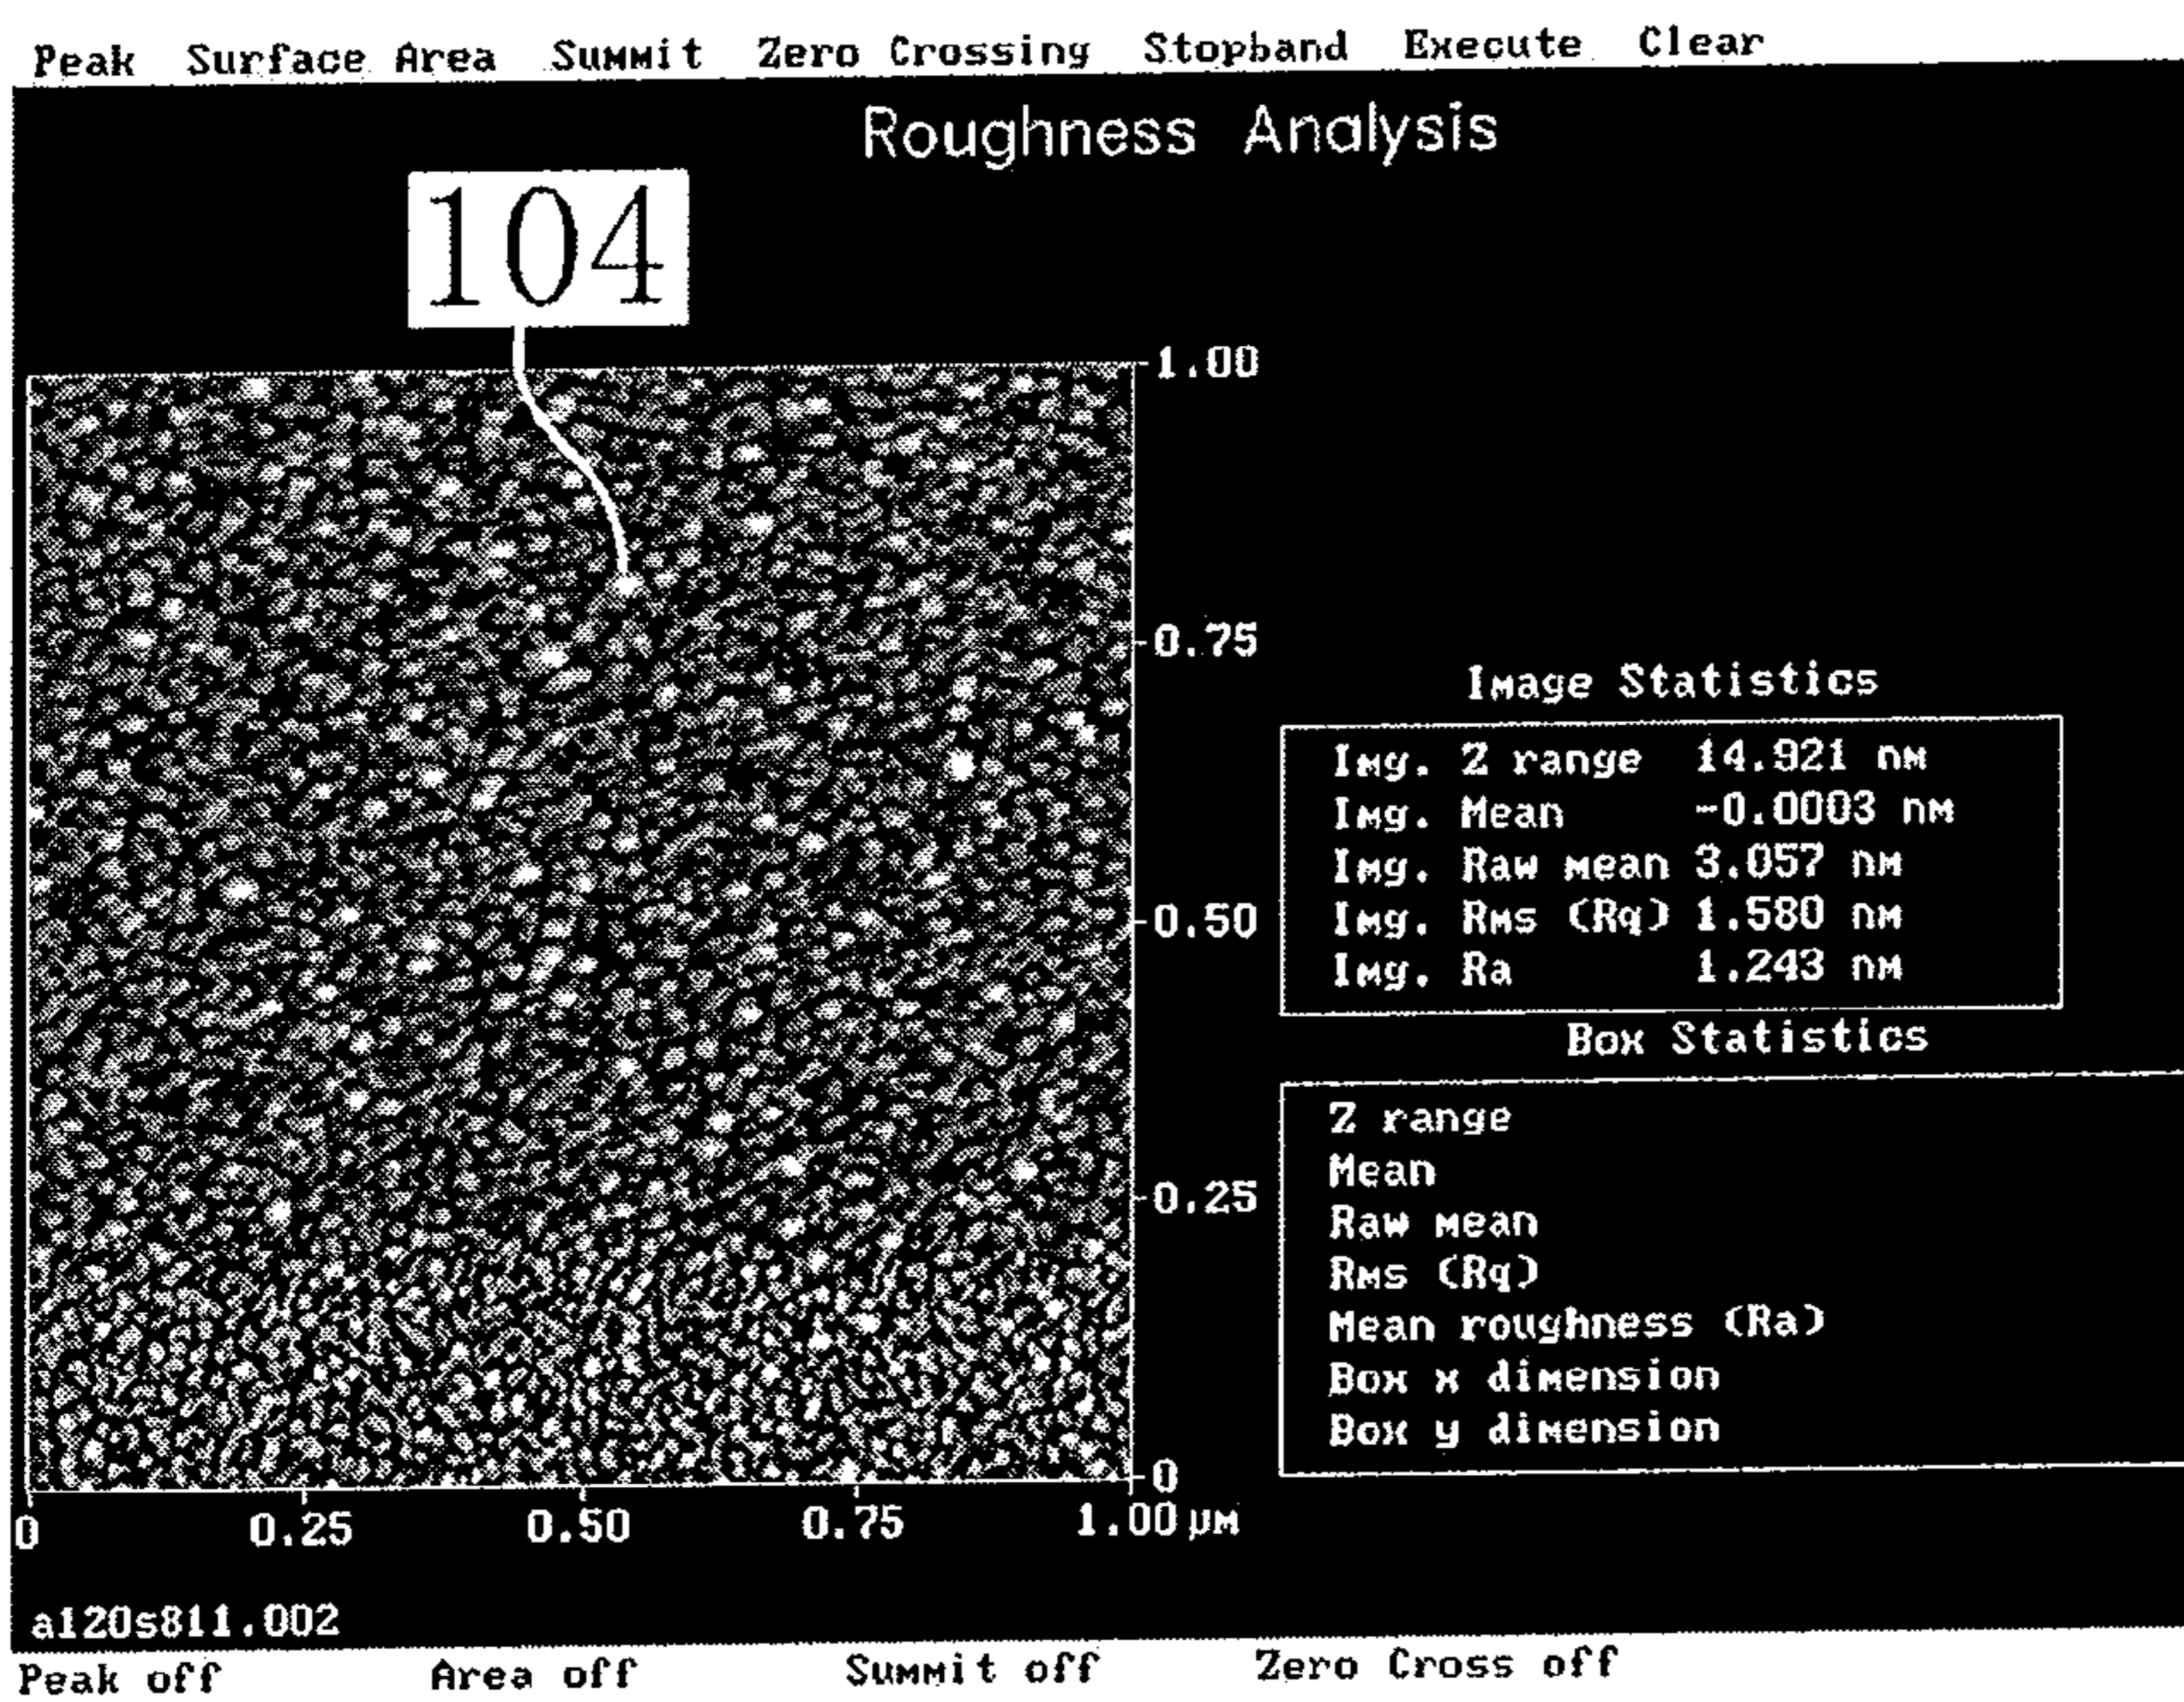 Peak Surface Area Summit Zero Crossing Stopband Execute Clear
Roughness Analysis
104
1.00
0.75
0.50
0.25
0
0 0.25 0.50 0.75 1.00 µm
Image Statistics
Img. Z range 14.921 nm
Img. Mean -0.0003 nm
Img. Raw mean 3.057 nm
Img. Rms (Rq) 1.580 nm
Img. Ra 1.243 nm
Box Statistics
Z range
Mean
Raw mean
Rms (Rq)
Mean roughness (Ra)
Box x dimension
Box y dimension
a120s811.002
Peak off Area off Summit off Zero Cross off